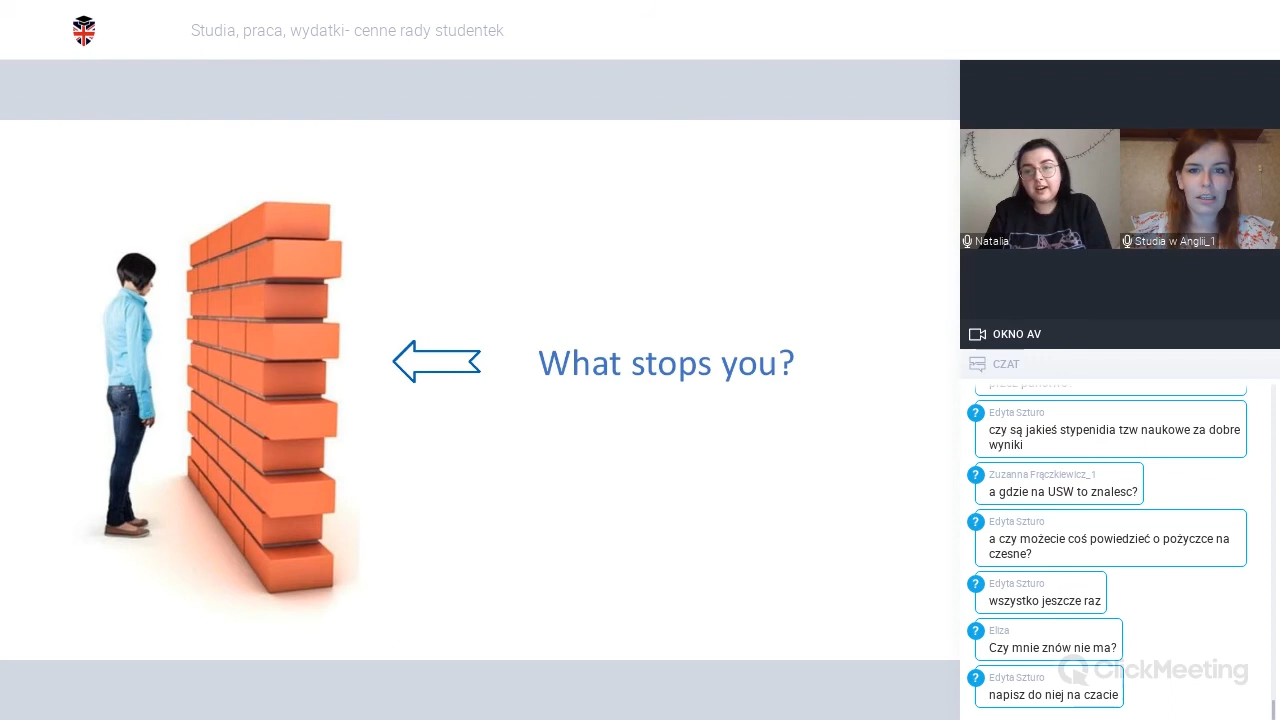 Studia, praca, wydatki- cenne rady studentek
What stops you?
Natalia
Studia w Anglii_1
OKNO AV
CZAT
Edyta Szturo
czy są jakieś stypenidia tzw naukowe za dobre
wyniki
Zuzanna Frączkiewicz_1
a gdzie na USW to znalesc?
Edyta Szturo
a czy możecie coś powiedzieć o pożyczce na
czesne?
Edyta Szturo
wszystko jeszcze raz
Eliza
Czy mnie znów nie ma?
Edyta Szturo
napisz do niej na czacie
ClickMeeting